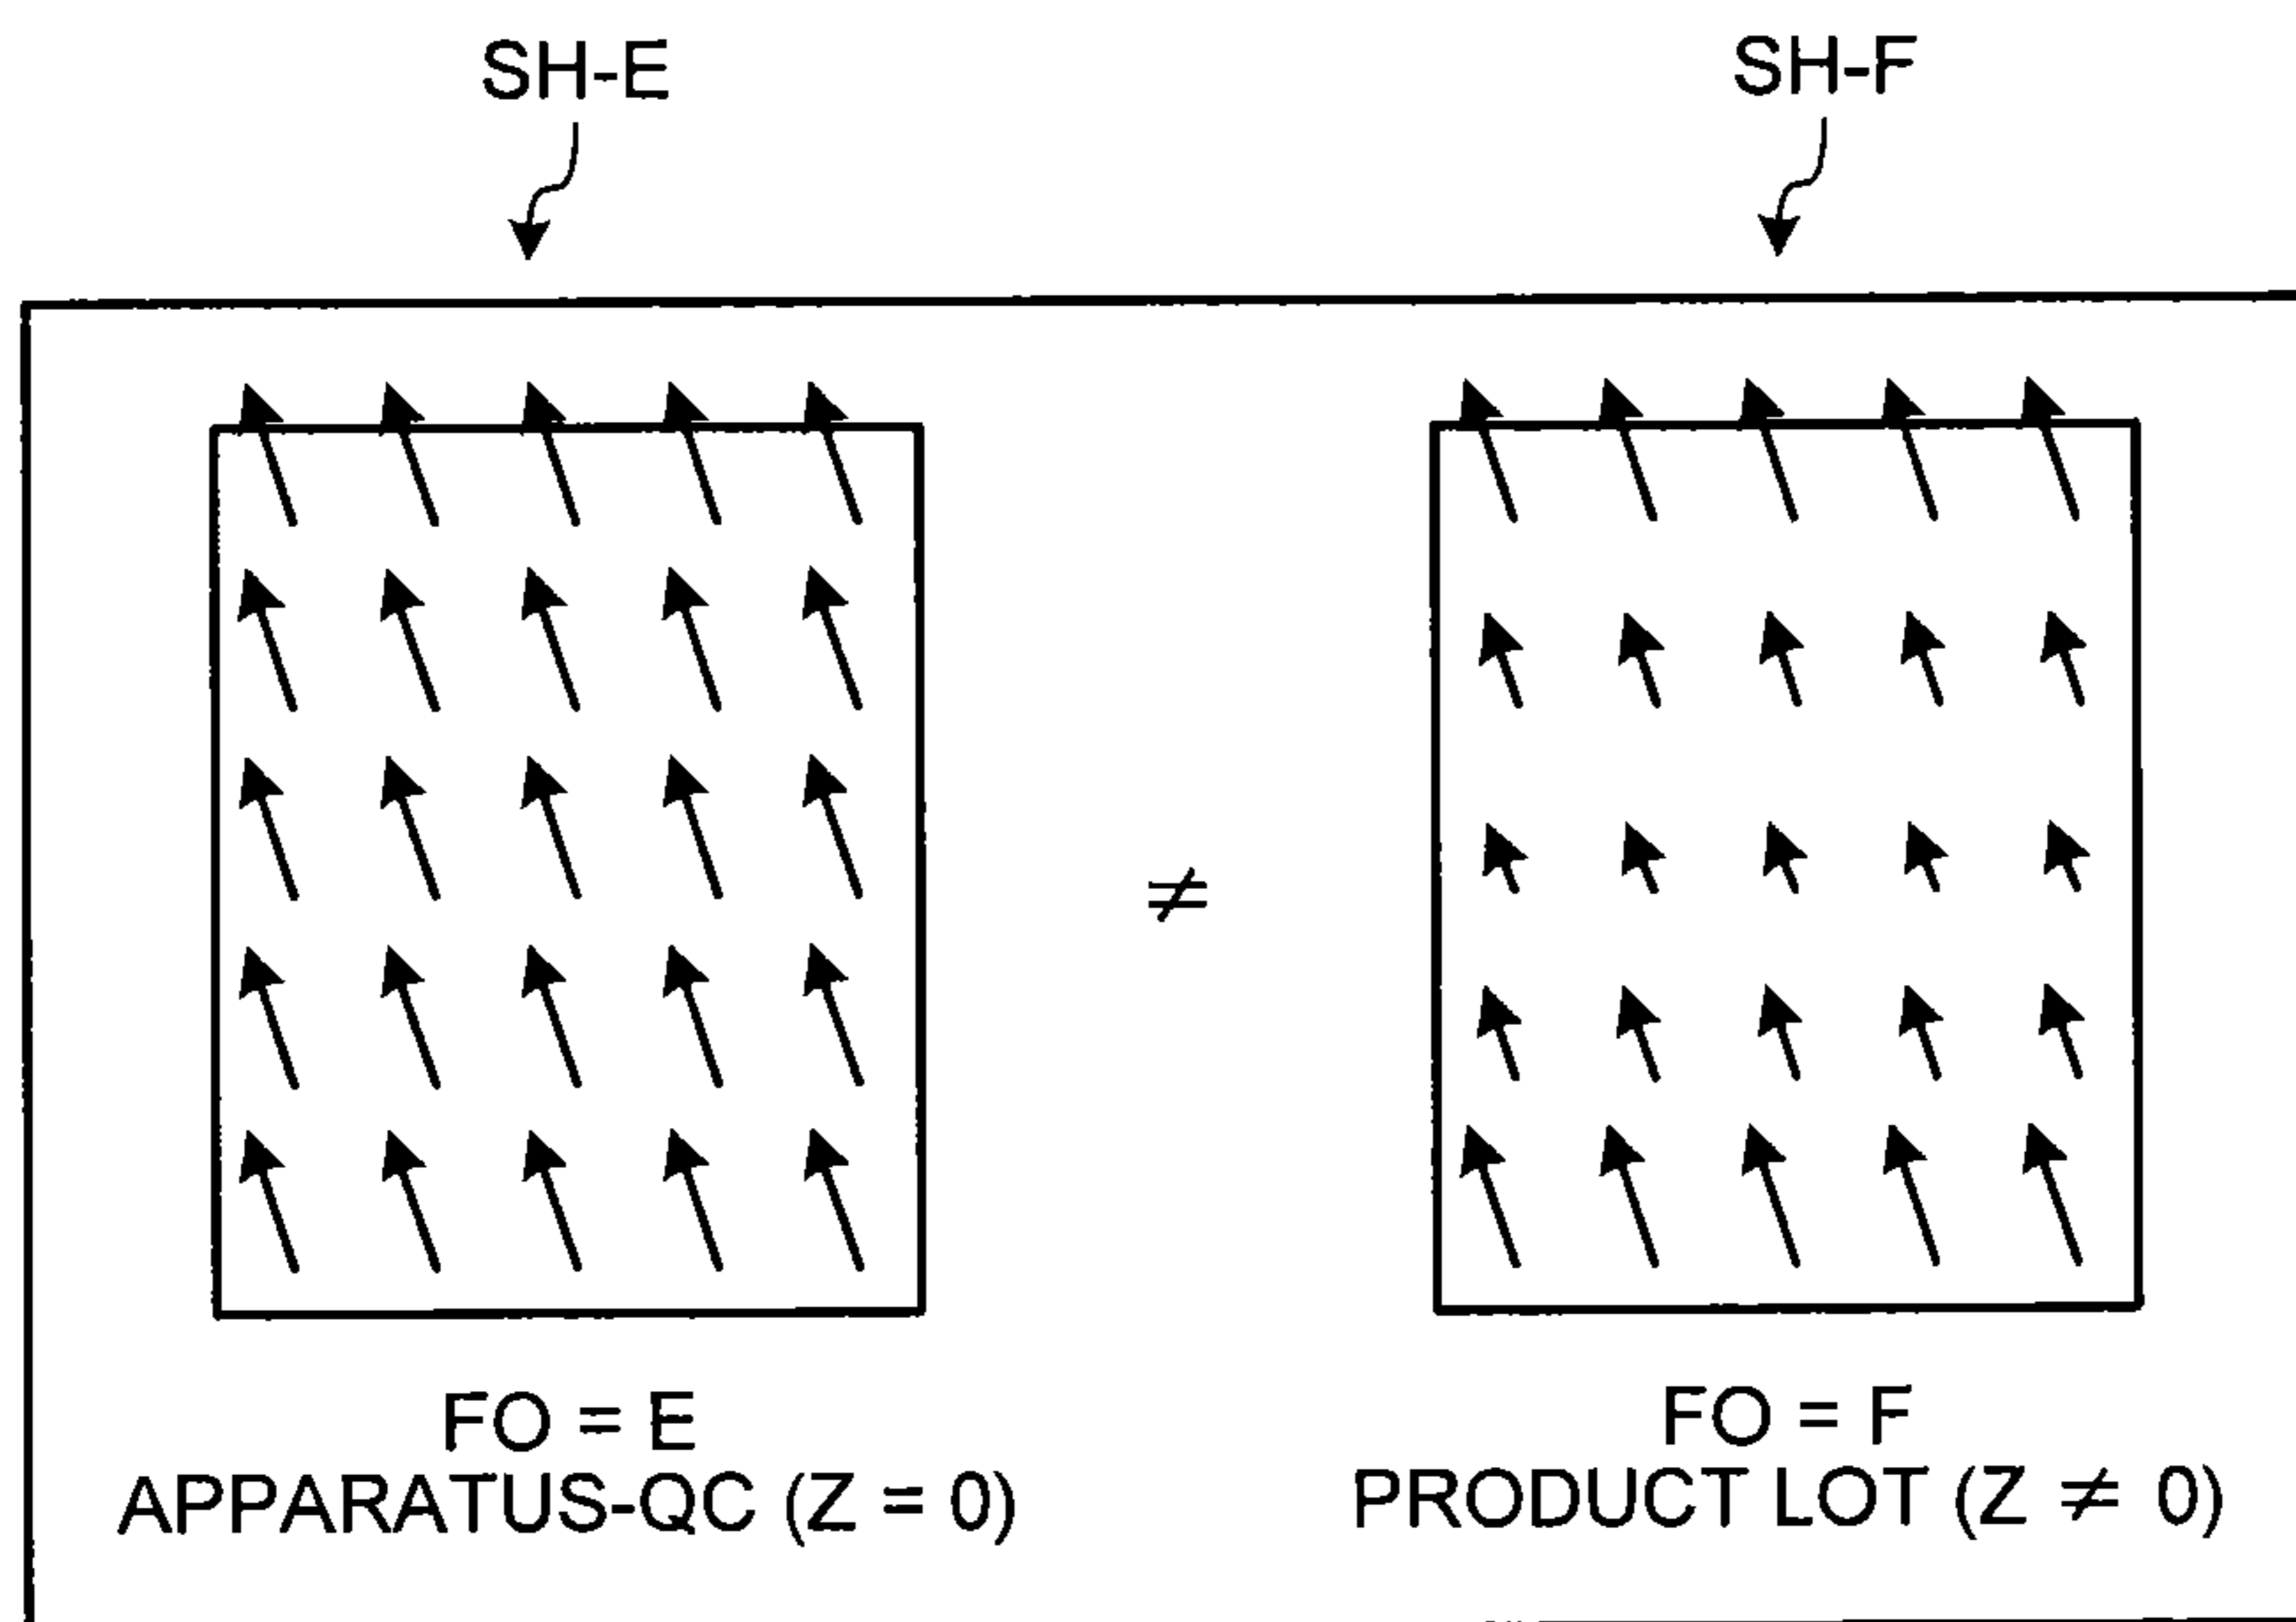 SH-E
SH-F
≠
FO = E
APPARATUS-QC (Z = 0)
FO = F
PRODUCT LOT (Z ≠ 0)